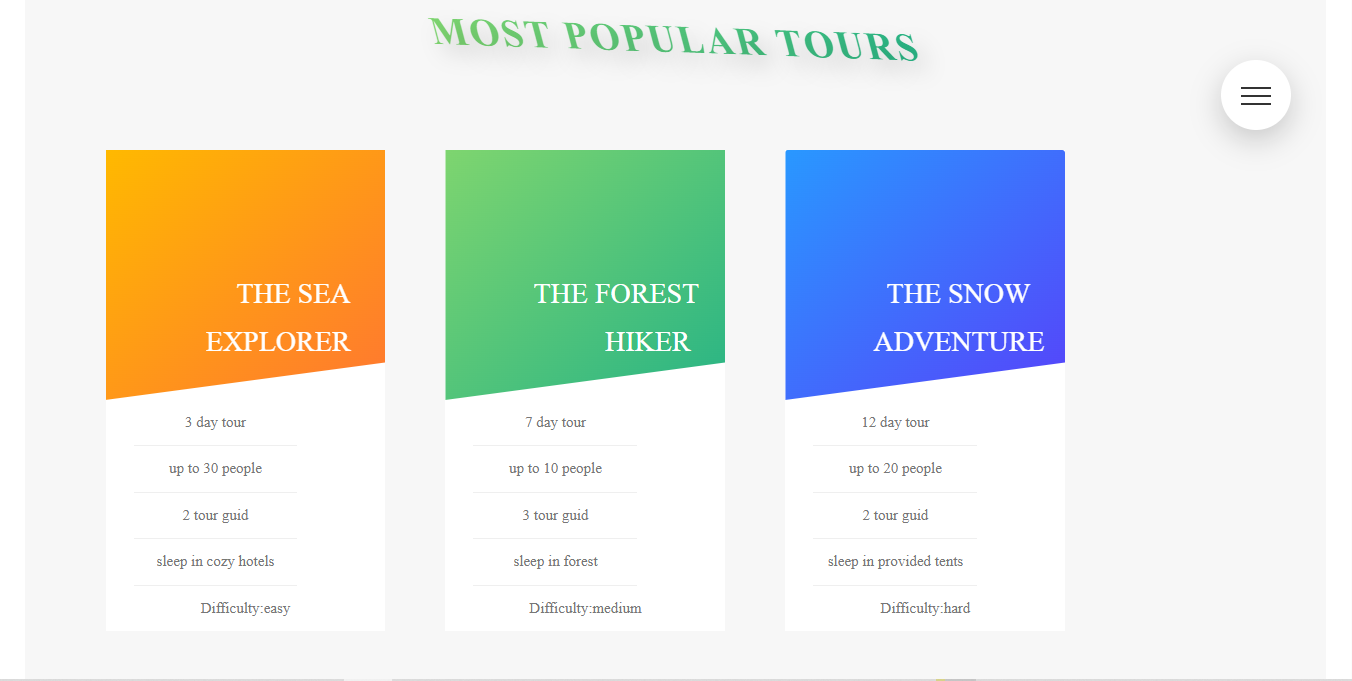 MOST POPULAR TOURS
THE SEA
EXPLORER
3 day tour
up to 30 people
2 tour guid
sleep in cozy hotels
Difficulty:easy
THE FOREST
HIKER
7 day tour
up to 10 people
3 tour guid
sleep in forest
Difficulty:medium
THE SNOW
ADVENTURE
12 day tour
up to 20 people
2 tour guid
sleep in provided tents
Difficulty:hard